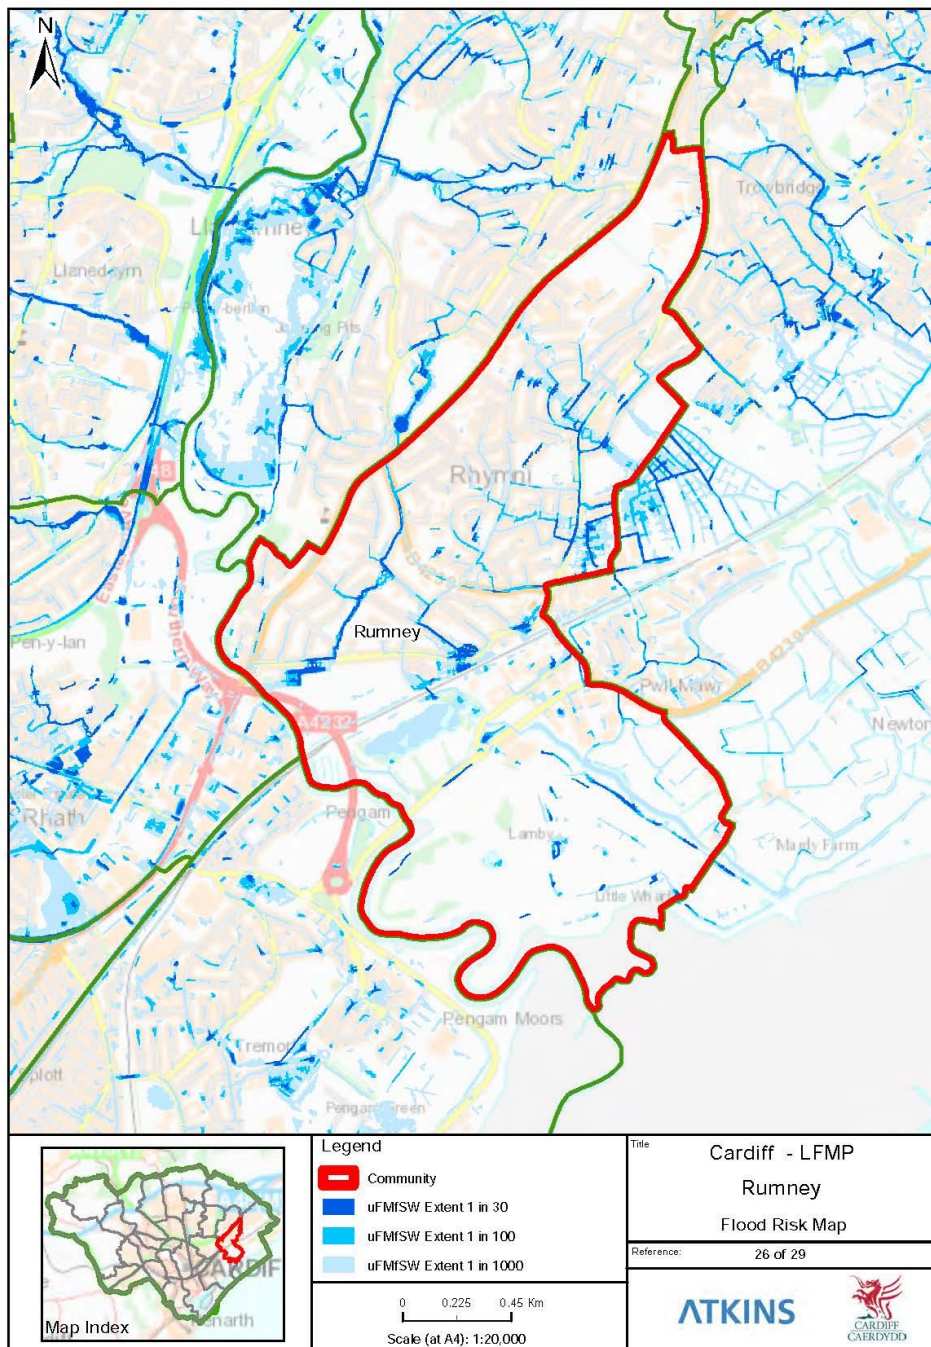 N
Trowbridge
Llanedeyrn
Rhymni
B4239
Rumney
Pen-y-lan
A4232
Pwll-Mawr
B4239
Newton
Rhath
Pengam
Lamby
Mardy Farm
Little Wharf
Pengam Moors
Tremorfa
Splott
Pengam Green
Map Index
Legend
Community
uFMfSW Extent 1 in 30
uFMfSW Extent 1 in 100
uFMfSW Extent 1 in 1000
0 0.225 0.45 Km
Scale (at A4): 1:20,000
Title
Cardiff - LFMP
Rumney
Flood Risk Map
Reference: 26 of 29
ATKINS
CARDIFF
CAERDYDD